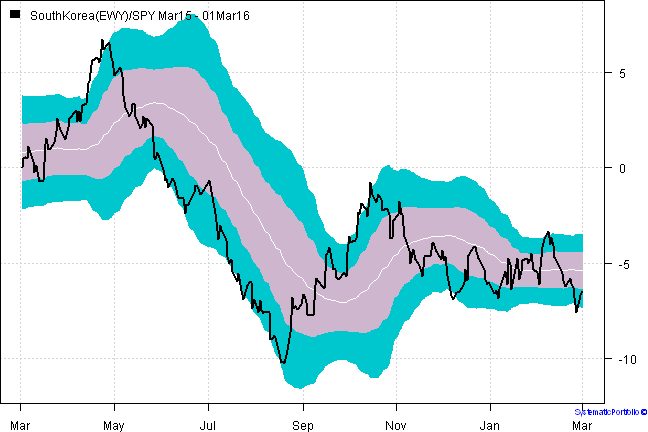 SouthKorea(EWY)/SPY Mar15 - 01Mar16
5
0
-5
-10
Mar May Jul Sep Nov Jan Mar
SystematicPortfolio ©